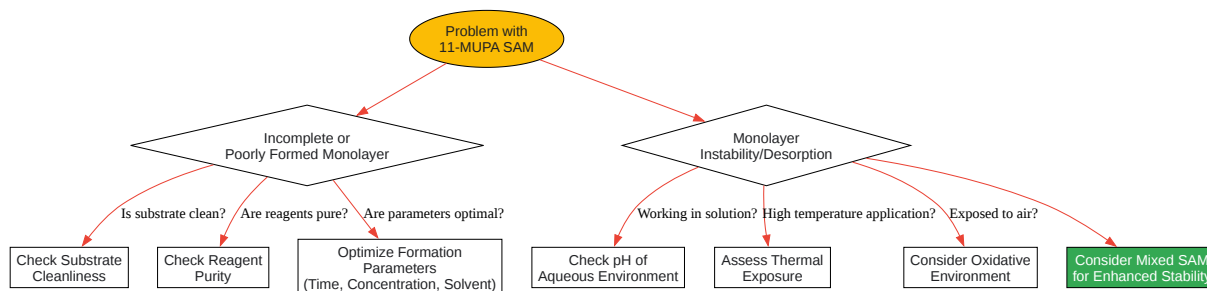 Problem with
11-MUPA SAM
Incomplete or
Poorly Formed Monolayer
Monolayer
Instability/Desorption
Is substrate clean?
Are reagents pure?
Are parameters optimal?
Working in solution?
High temperature application?
Exposed to air?
Check Substrate
Cleanliness
Check Reagent
Purity
Optimize Formation
Parameters
(Time, Concentration, Solvent)
Check pH of
Aqueous Environment
Assess Thermal
Exposure
Consider Oxidative
Environment
Consider Mixed SAM
for Enhanced Stability